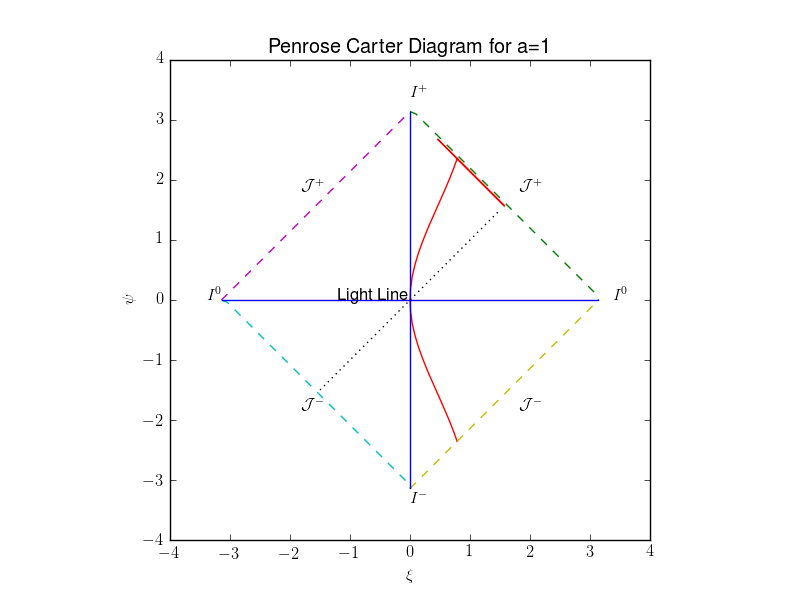 Penrose Carter Diagram for a=1
4
I⁺
3
𝒥⁺ 𝒥⁺
2
1
ψ 0 I⁰ Light Line I⁰
−1
𝒥⁻ 𝒥⁻
−2
−3
I⁻
−4
−4 −3 −2 −1 0 1 2 3 4
ξ